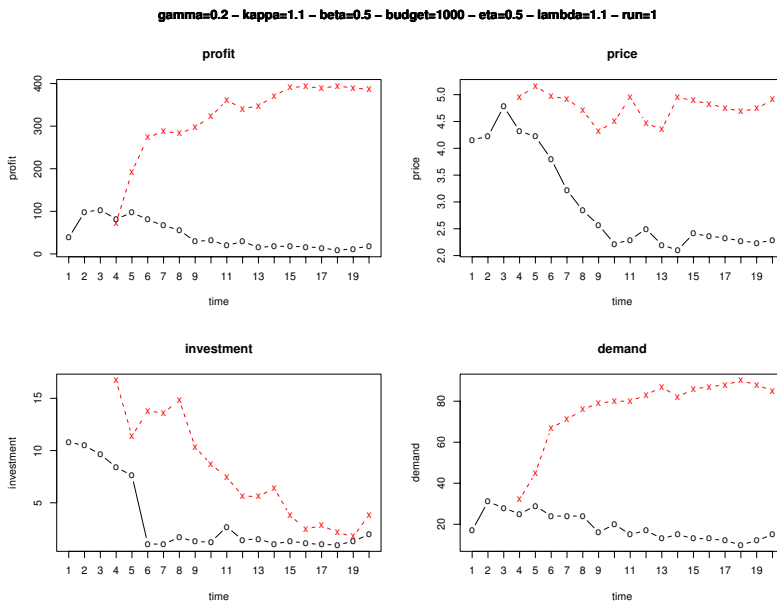 gamma=0.2 − kappa=1.1 − beta=0.5 − budget=1000 − eta=0.5 − lambda=1.1 − run=1
profit
profit
0 100 200 300 400
1 2 3 4 5 6 7 8 9 11 13 15 17 19
time
price
price
2.0 2.5 3.0 3.5 4.0 4.5 5.0
1 2 3 4 5 6 7 8 9 11 13 15 17 19
time
investment
investment
5 10 15
1 2 3 4 5 6 7 8 9 11 13 15 17 19
time
demand
demand
20 40 60 80
1 2 3 4 5 6 7 8 9 11 13 15 17 19
time